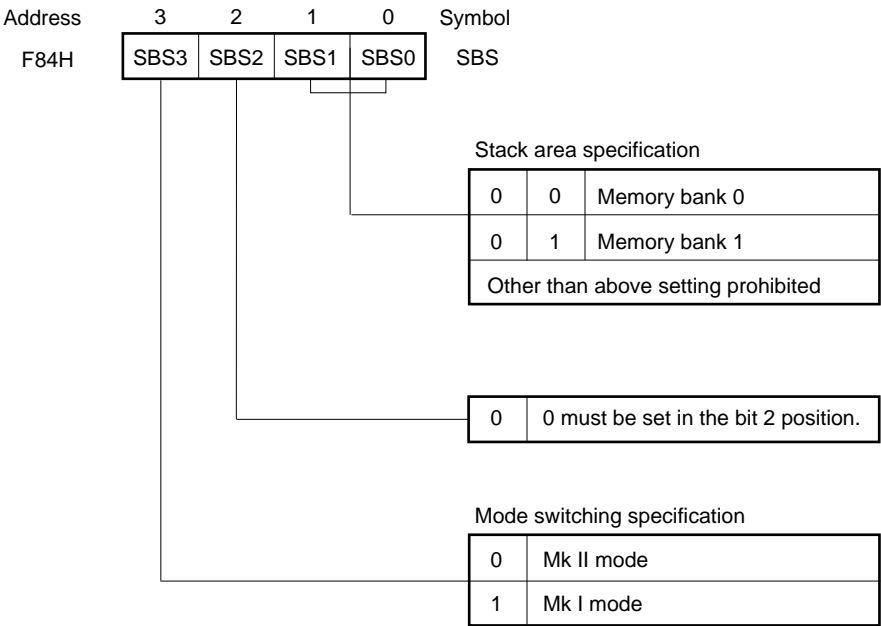 Address 3 2 1 0 Symbol
F84H SBS3 SBS2 SBS1 SBS0 SBS
Stack area specification
0 0 Memory bank 0
0 1 Memory bank 1
Other than above setting prohibited
0 0 must be set in the bit 2 position.
Mode switching specification
0 Mk II mode
1 Mk I mode